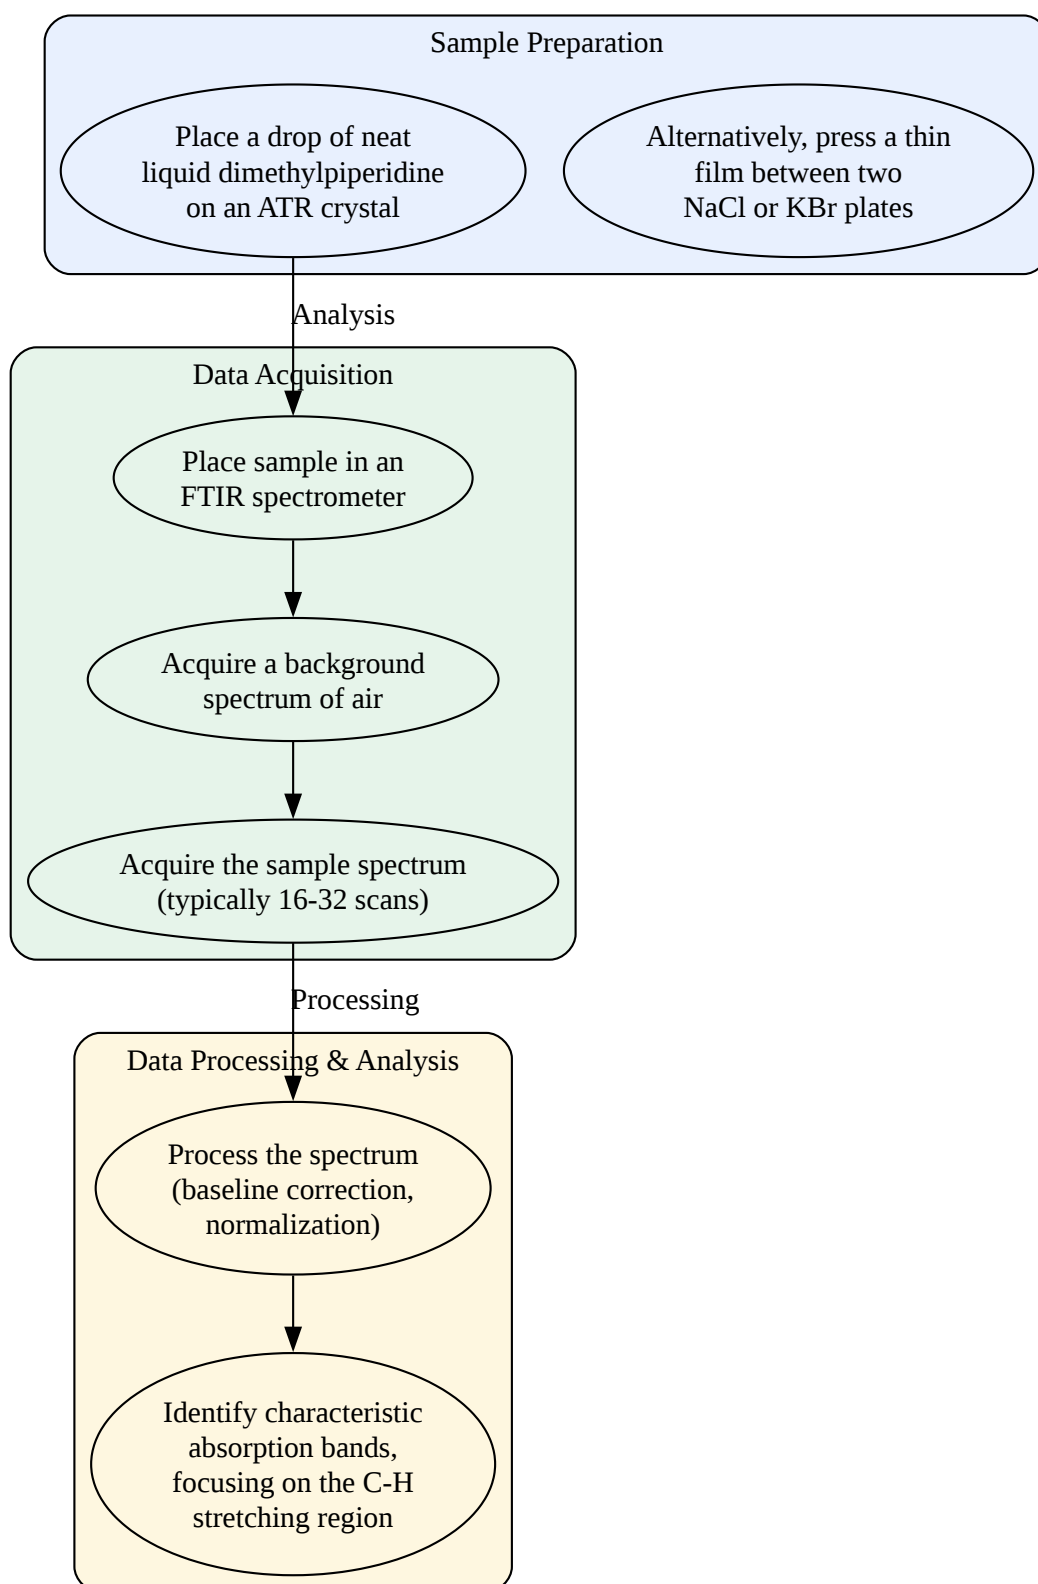 Sample Preparation
Place a drop of neat
liquid dimethylpiperidine
on an ATR crystal
Alternatively, press a thin
film between two
NaCl or KBr plates
Analysis
Data Acquisition
Place sample in an
FTIR spectrometer
Acquire a background
spectrum of air
Acquire the sample spectrum
(typically 16-32 scans)
Processing
Data Processing & Analysis
Process the spectrum
(baseline correction,
normalization)
Identify characteristic
absorption bands,
focusing on the C-H
stretching region